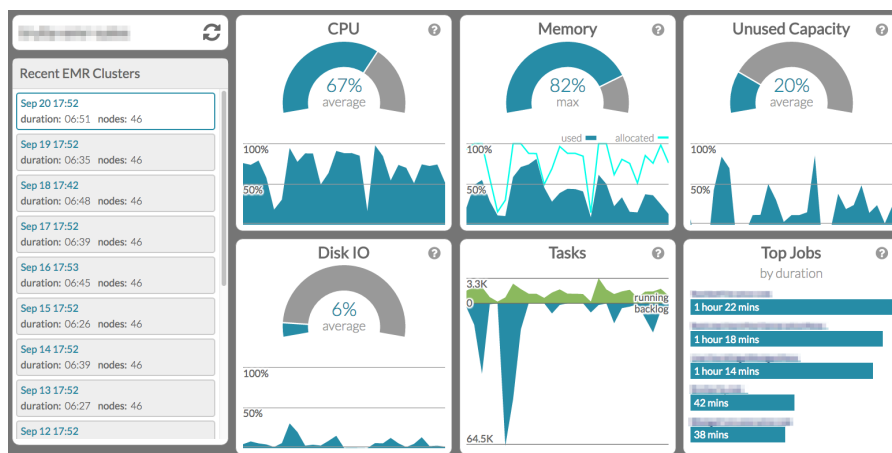 Recent EMR Clusters
Sep 20 17:52
duration: 06:51 nodes: 46
Sep 19 17:52
duration: 06:35 nodes: 46
Sep 18 17:42
duration: 06:48 nodes: 46
Sep 17 17:52
duration: 06:39 nodes: 46
Sep 16 17:53
duration: 06:45 nodes: 46
Sep 15 17:52
duration: 06:26 nodes: 46
Sep 14 17:52
duration: 06:39 nodes: 46
Sep 13 17:52
duration: 06:27 nodes: 46
Sep 12 17:52
CPU ?
67%
average
100%
50%
Memory ?
82%
max
used allocated
100%
50%
Unused Capacity ?
20%
average
100%
50%
Disk IO ?
6%
average
100%
50%
Tasks ?
3.3K
0
running
backlog
64.5K
Top Jobs ?
by duration
1 hour 22 mins
1 hour 18 mins
1 hour 14 mins
42 mins
38 mins